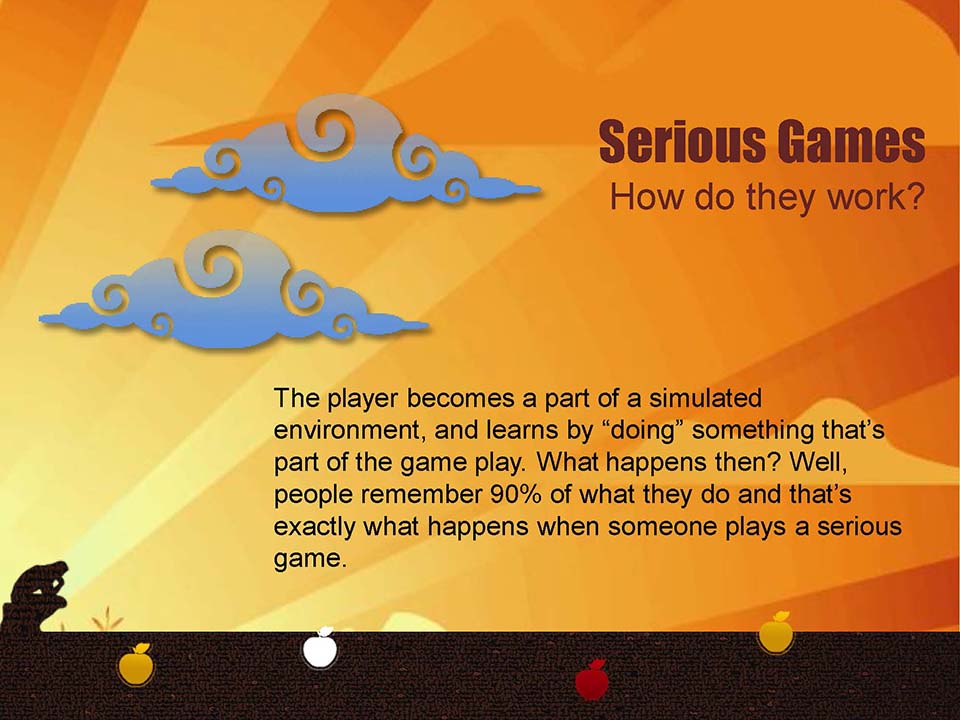 Serious Games
How do they work?
The player becomes a part of a simulated
environment, and learns by “doing” something that’s
part of the game play. What happens then? Well,
people remember 90% of what they do and that’s
exactly what happens when someone plays a serious
game.